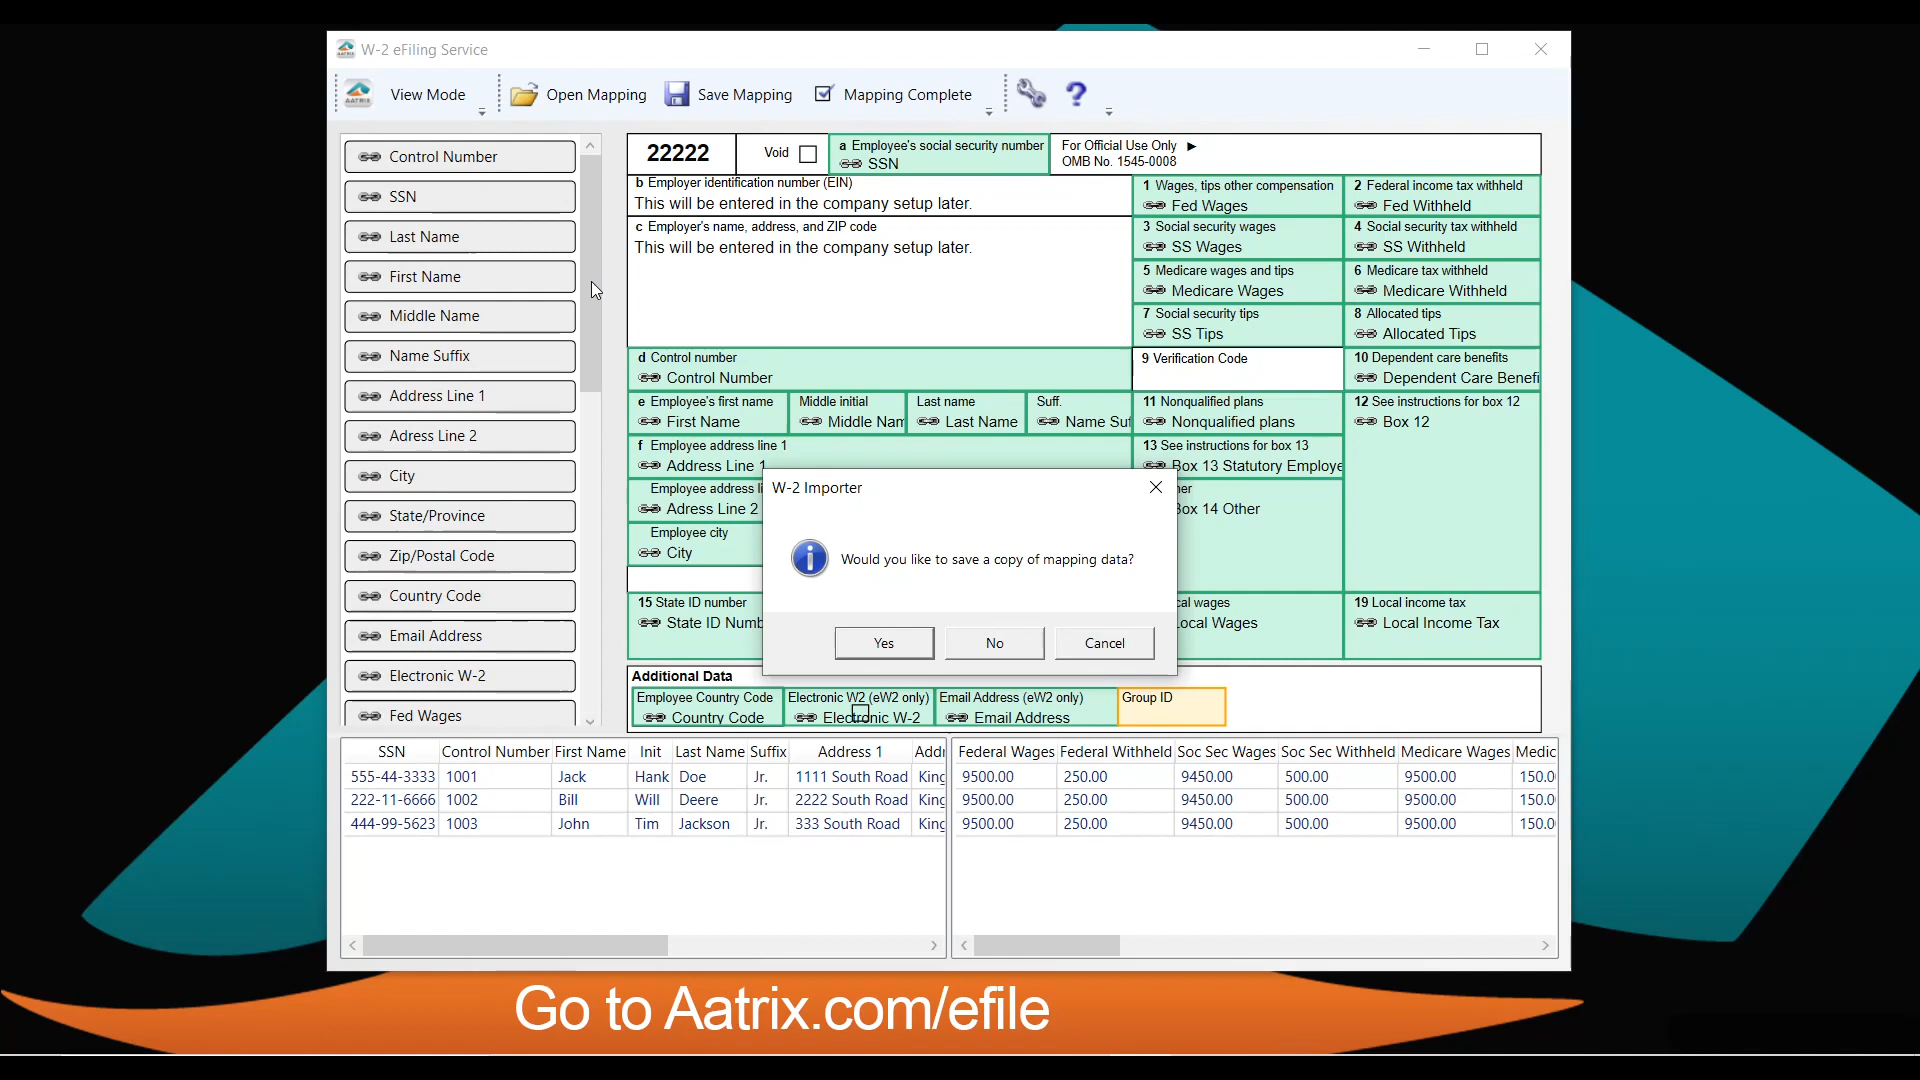 W-2 eFiling Service
AATRIX View Mode Open Mapping Save Mapping Mapping Complete ?
Control Number
SSN
Last Name
First Name
Middle Name
Name Suffix
Address Line 1
Adress Line 2
City
State/Province
Zip/Postal Code
Country Code
Email Address
Electronic W-2
Fed Wages
22222 Void a Employee's social security number For Official Use Only ►
SSN OMB No. 1545-0008
b Employer identification number (EIN)
This will be entered in the company setup later.
c Employer's name, address, and ZIP code
This will be entered in the company setup later.
1 Wages, tips other compensation 2 Federal income tax withheld
Fed Wages Fed Withheld
3 Social security wages 4 Social security tax withheld
SS Wages SS Withheld
5 Medicare wages and tips 6 Medicare tax withheld
Medicare Wages Medicare Withheld
7 Social security tips 8 Allocated tips
SS Tips Allocated Tips
d Control number 9 Verification Code 10 Dependent care benefits
Control Number Dependent Care Benefi
e Employee's first name Middle initial Last name Suff. 11 Nonqualified plans 12 See instructions for box 12
First Name Middle Nam Last Name Name Suf Nonqualified plans Box 12
f Employee address line 1 13 See instructions for box 13
Address Line 1 Box 13 Statutory Employe
Employee address li her
Adress Line 2 Box 14 Other
Employee city
City
15 State ID number cal wages 19 Local income tax
State ID Numb Local Wages Local Income Tax
W-2 Importer
Would you like to save a copy of mapping data?
Yes No Cancel
Additional Data
Employee Country Code Electronic W2 (eW2 only) Email Address (eW2 only) Group ID
Country Code Electronic W-2 Email Address
SSN Control Number First Name Init Last Name Suffix Address 1 Addr
555-44-3333 1001 Jack Hank Doe Jr. 1111 South Road King
222-11-6666 1002 Bill Will Deere Jr. 2222 South Road King
444-99-5623 1003 John Tim Jackson Jr. 333 South Road King
Federal Wages Federal Withheld Soc Sec Wages Soc Sec Withheld Medicare Wages Medic
9500.00 250.00 9450.00 500.00 9500.00 150.0
9500.00 250.00 9450.00 500.00 9500.00 150.0
9500.00 250.00 9450.00 500.00 9500.00 150.0
Go to Aatrix.com/efile